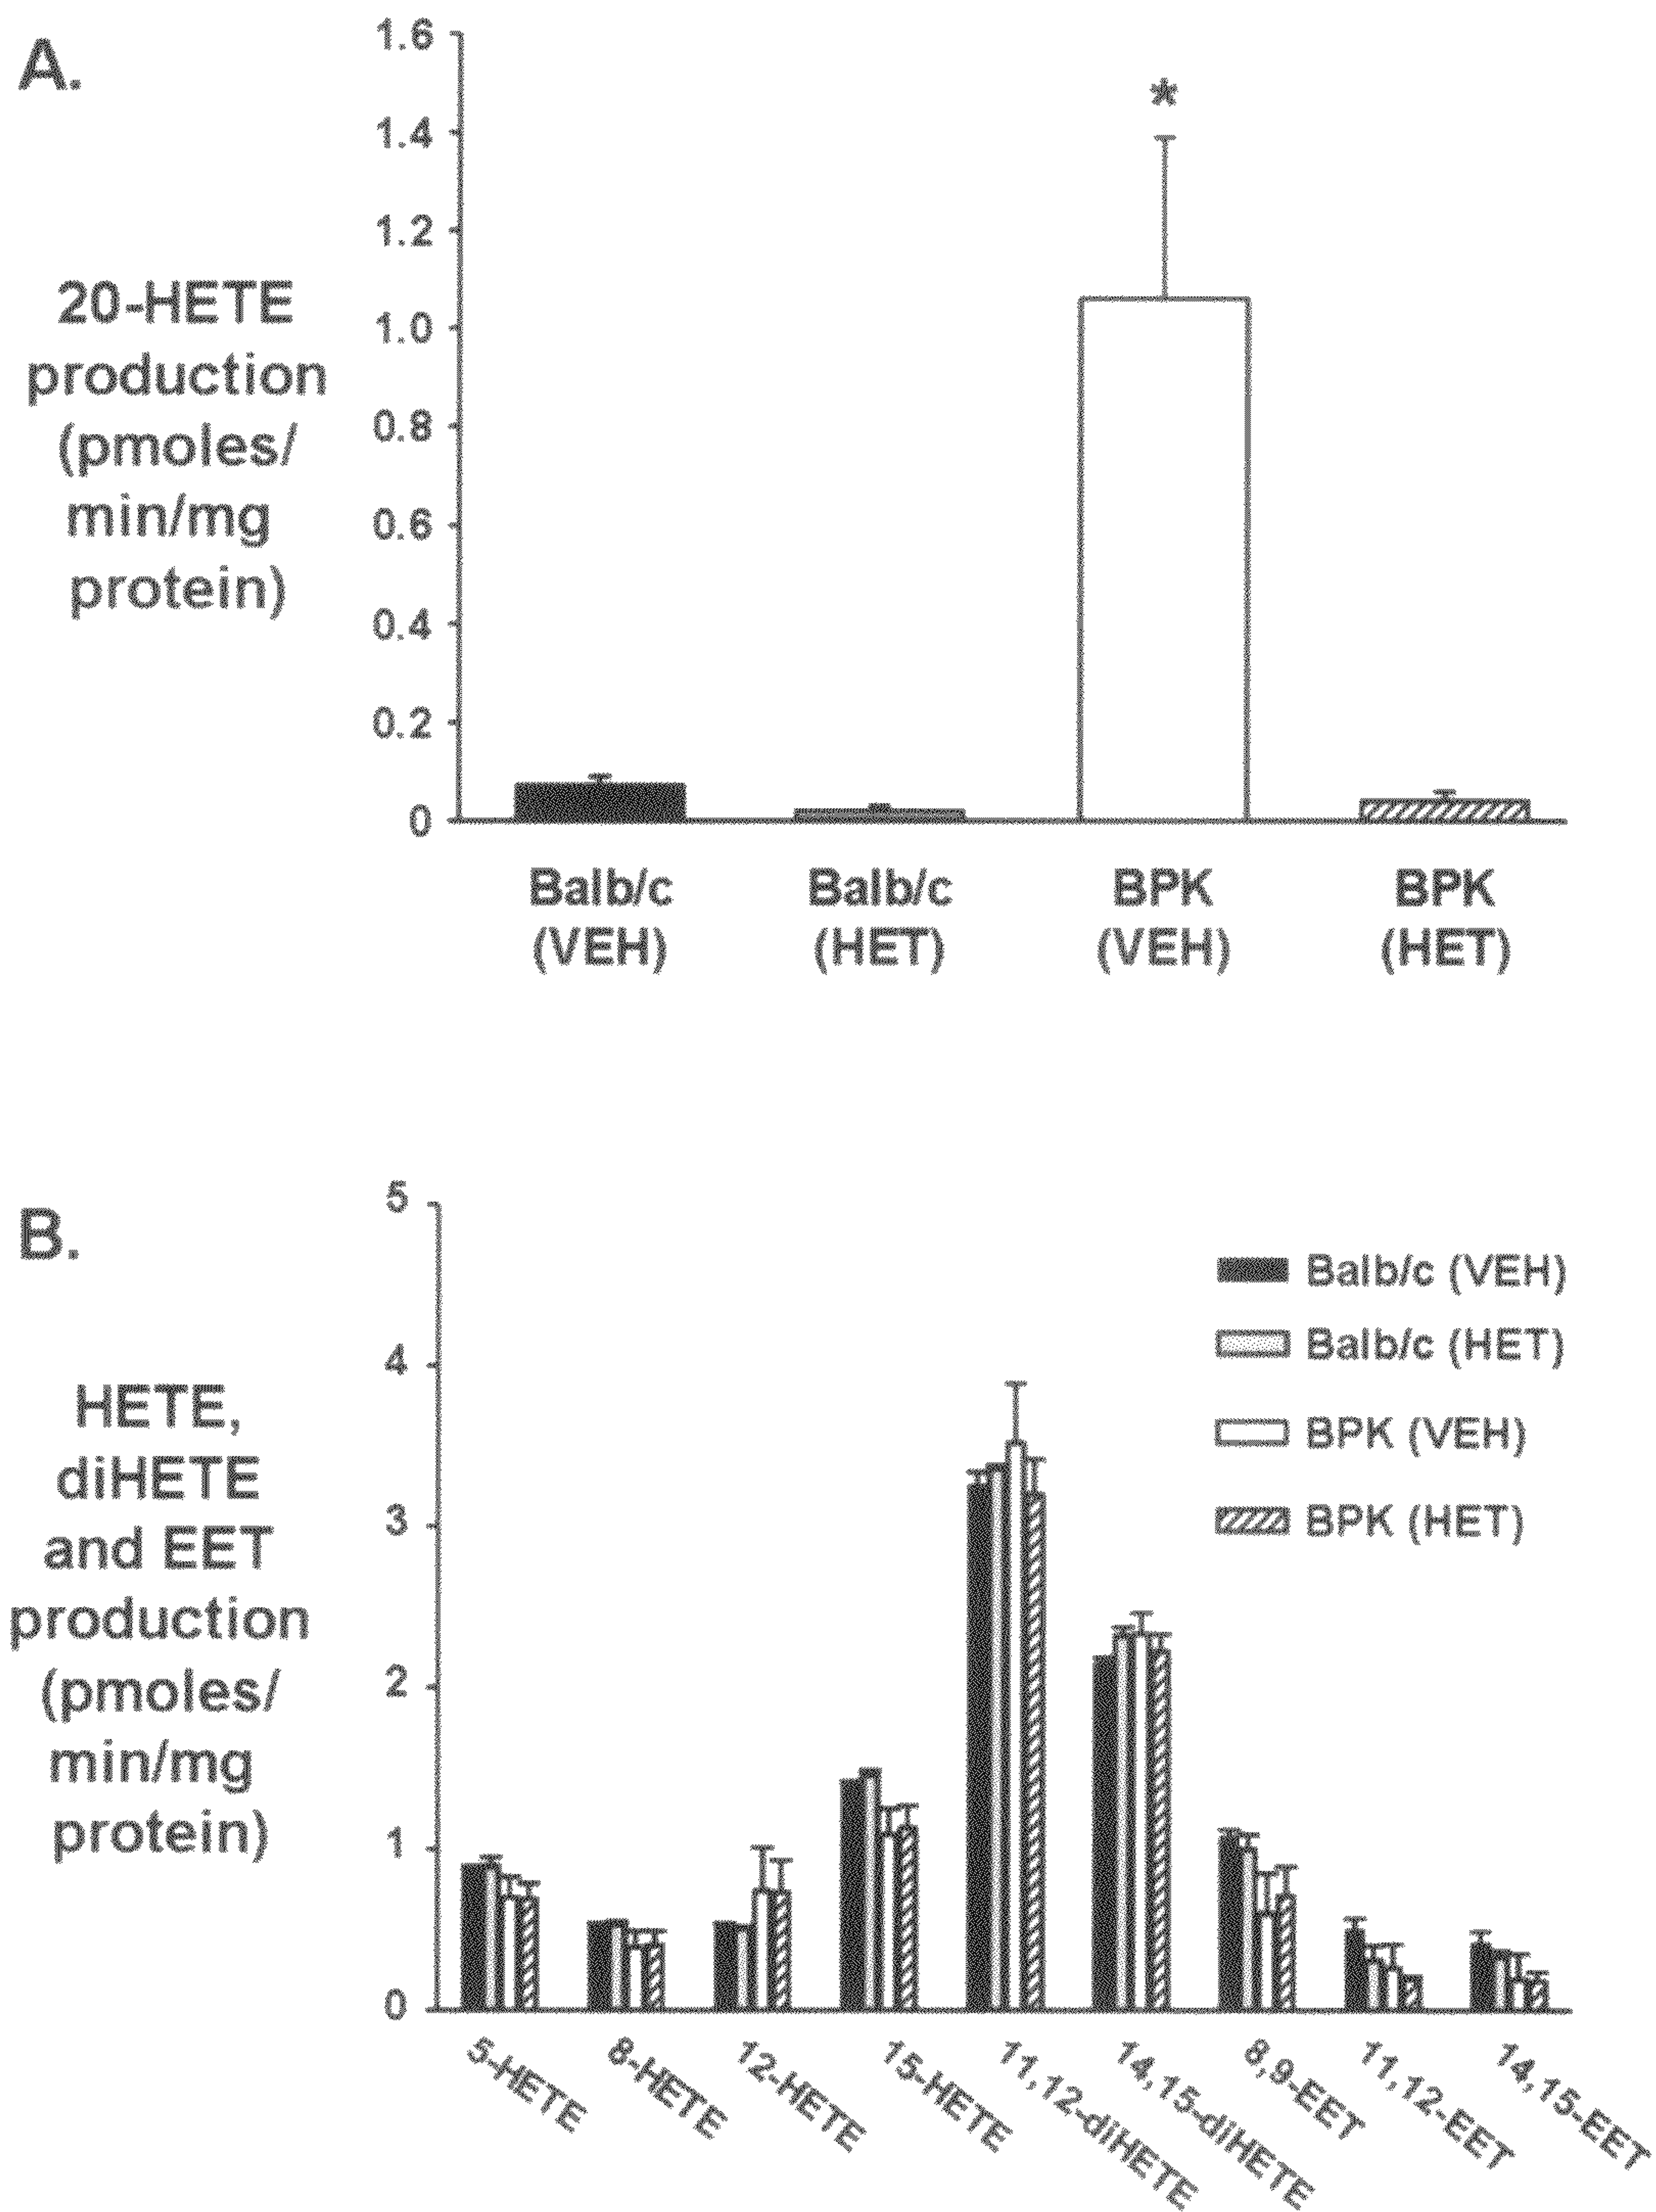 A.
20-HETE
production
(pmoles/
min/mg
protein)
1.6
1.4
1.2
1.0
0.8
0.6
0.4
0.2
0
*
Balb/c
(VEH)
Balb/c
(HET)
BPK
(VEH)
BPK
(HET)
B.
HETE,
diHETE
and EET
production
(pmoles/
min/mg
protein)
5
4
3
2
1
0
Balb/c (VEH)
Balb/c (HET)
BPK (VEH)
BPK (HET)
5-HETE
8-HETE
12-HETE
15-HETE
11,12-diHETE
14,15-diHETE
8,9-EET
11,12-EET
14,15-EET